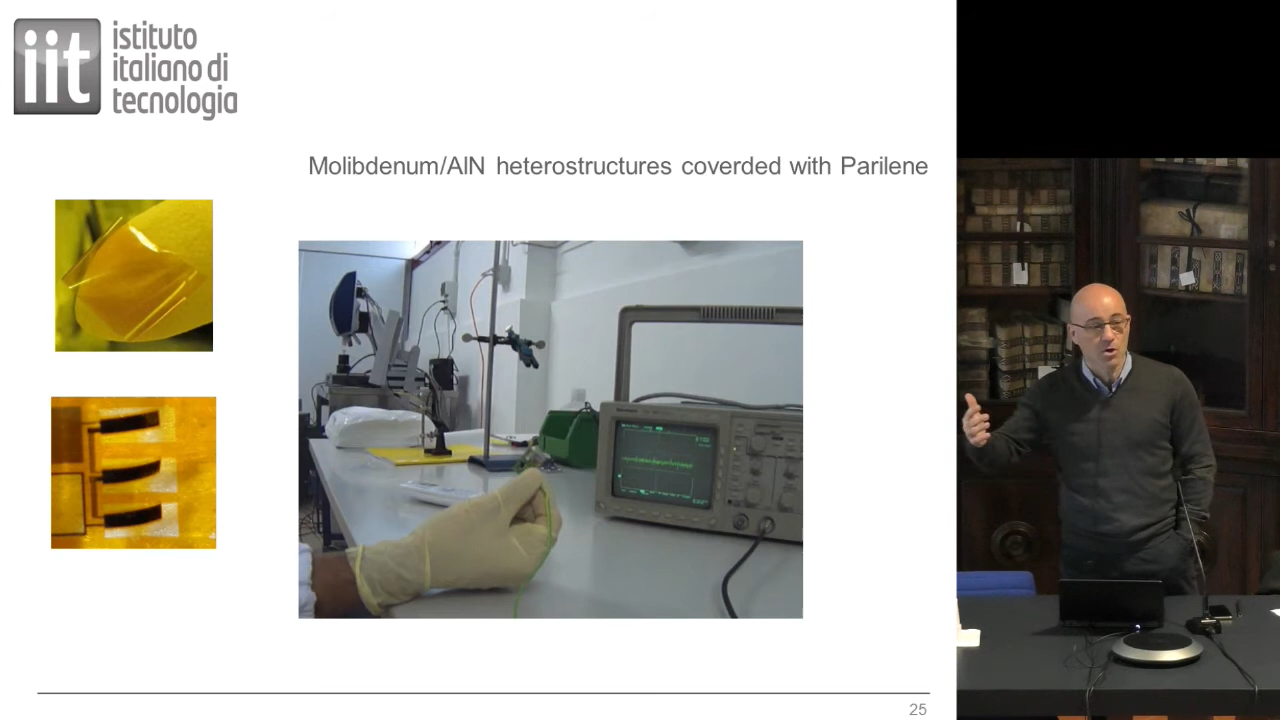 iit istituto
italiano di
tecnologia
Molibdenum/AlN heterostructures coverded with Parilene
25